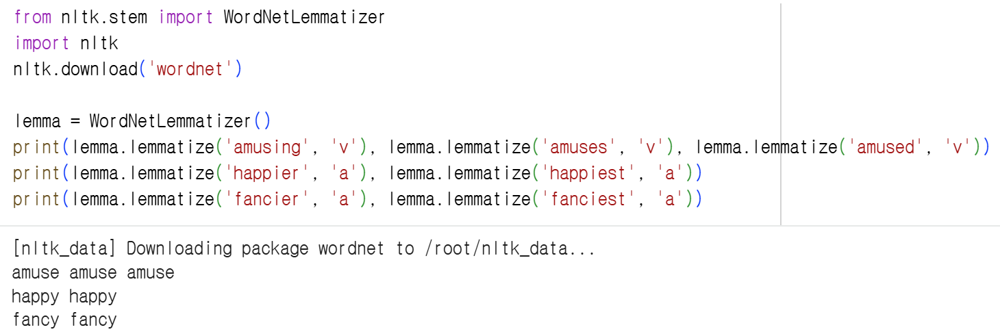 from nltk.stem import WordNetLemmatizer
import nltk
nltk.download('wordnet')
lemma = WordNetLemmatizer()
print(lemma.lemmatize('amusing', 'v'), lemma.lemmatize('amuses', 'v'), lemma.lemmatize('amused', 'v'))
print(lemma.lemmatize('happier', 'a'), lemma.lemmatize('happiest', 'a'))
print(lemma.lemmatize('fancier', 'a'), lemma.lemmatize('fanciest', 'a'))
[nltk_data] Downloading package wordnet to /root/nltk_data...
amuse amuse amuse
happy happy
fancy fancy